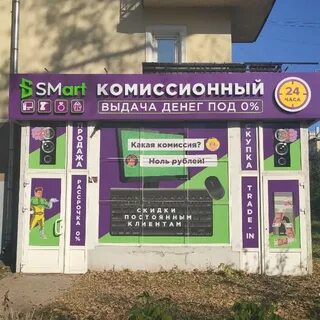 SMart КОМИССИОННЫЙ
24
ЧАСА
ВЫДАЧА ДЕНЕГ ПОД 0%
ПРОДАЖА
РАССРОЧКА 0%
Какая комиссия?
Ноль рублей!
СКИДКИ
ПОСТОЯННЫМ
КЛИЕНТАМ
СКУПКА
TRADE-IN